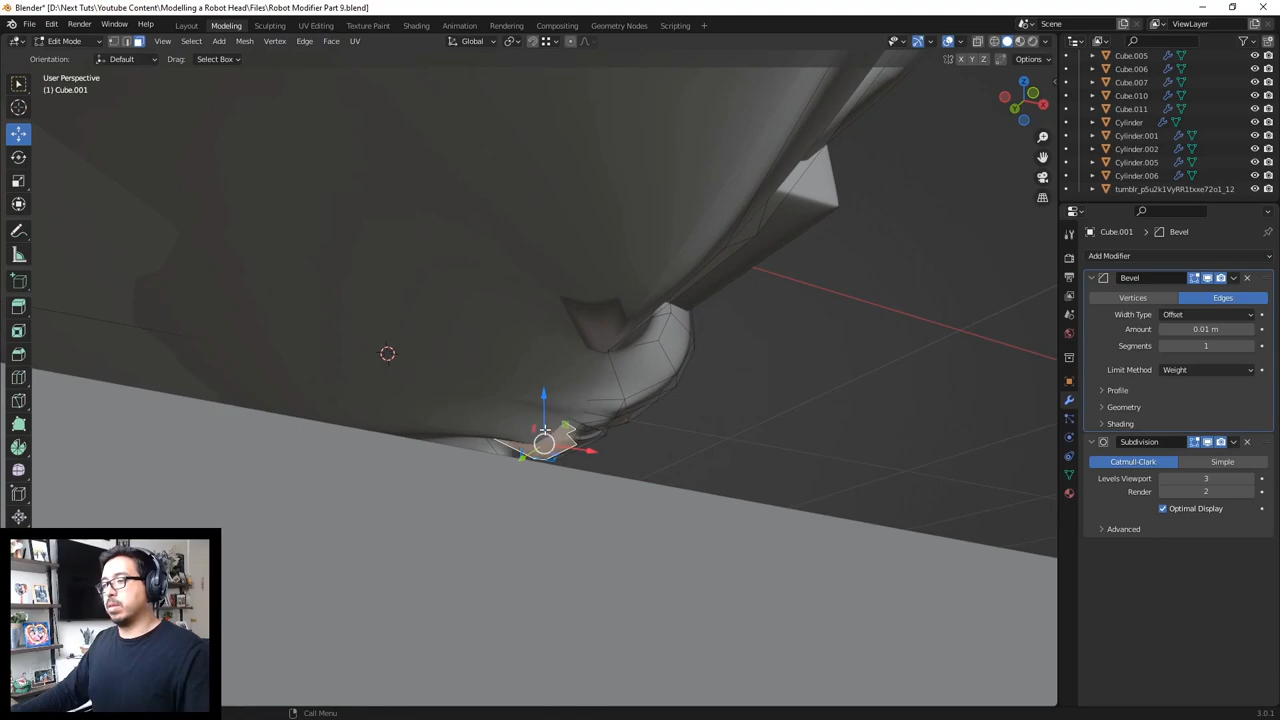 Blender* [D:\Next Tuts\Youtube Content\Modelling a Robot Head\Files\Robot Modifier Part 9.blend]
File Edit Render Window Help Layout Modeling Sculpting UV Editing Texture Paint Shading Animation Rendering Compositing Geometry Nodes Scripting Scene ViewLayer
Edit Mode View Select Add Mesh Vertex Edge Face UV Global
Orientation: Default Drag: Select Box X Y Z Options
User Perspective
(1) Cube.001
Z
X
Y
Cube.005
Cube.006
Cube.007
Cube.010
Cube.011
Cylinder
Cylinder.001
Cylinder.002
Cylinder.005
Cylinder.006
tumblr_p5u2k1VyRR1txxe72o1_12
Cube.001 > Bevel
Add Modifier
Bevel
Vertices Edges
Width Type Offset
Amount 0.01 m
Segments 1
Limit Method Weight
Profile
Geometry
Shading
Subdivision
Catmull-Clark Simple
Levels Viewport 3
Render 2
Optimal Display
Advanced
Call Menu
3.0.1